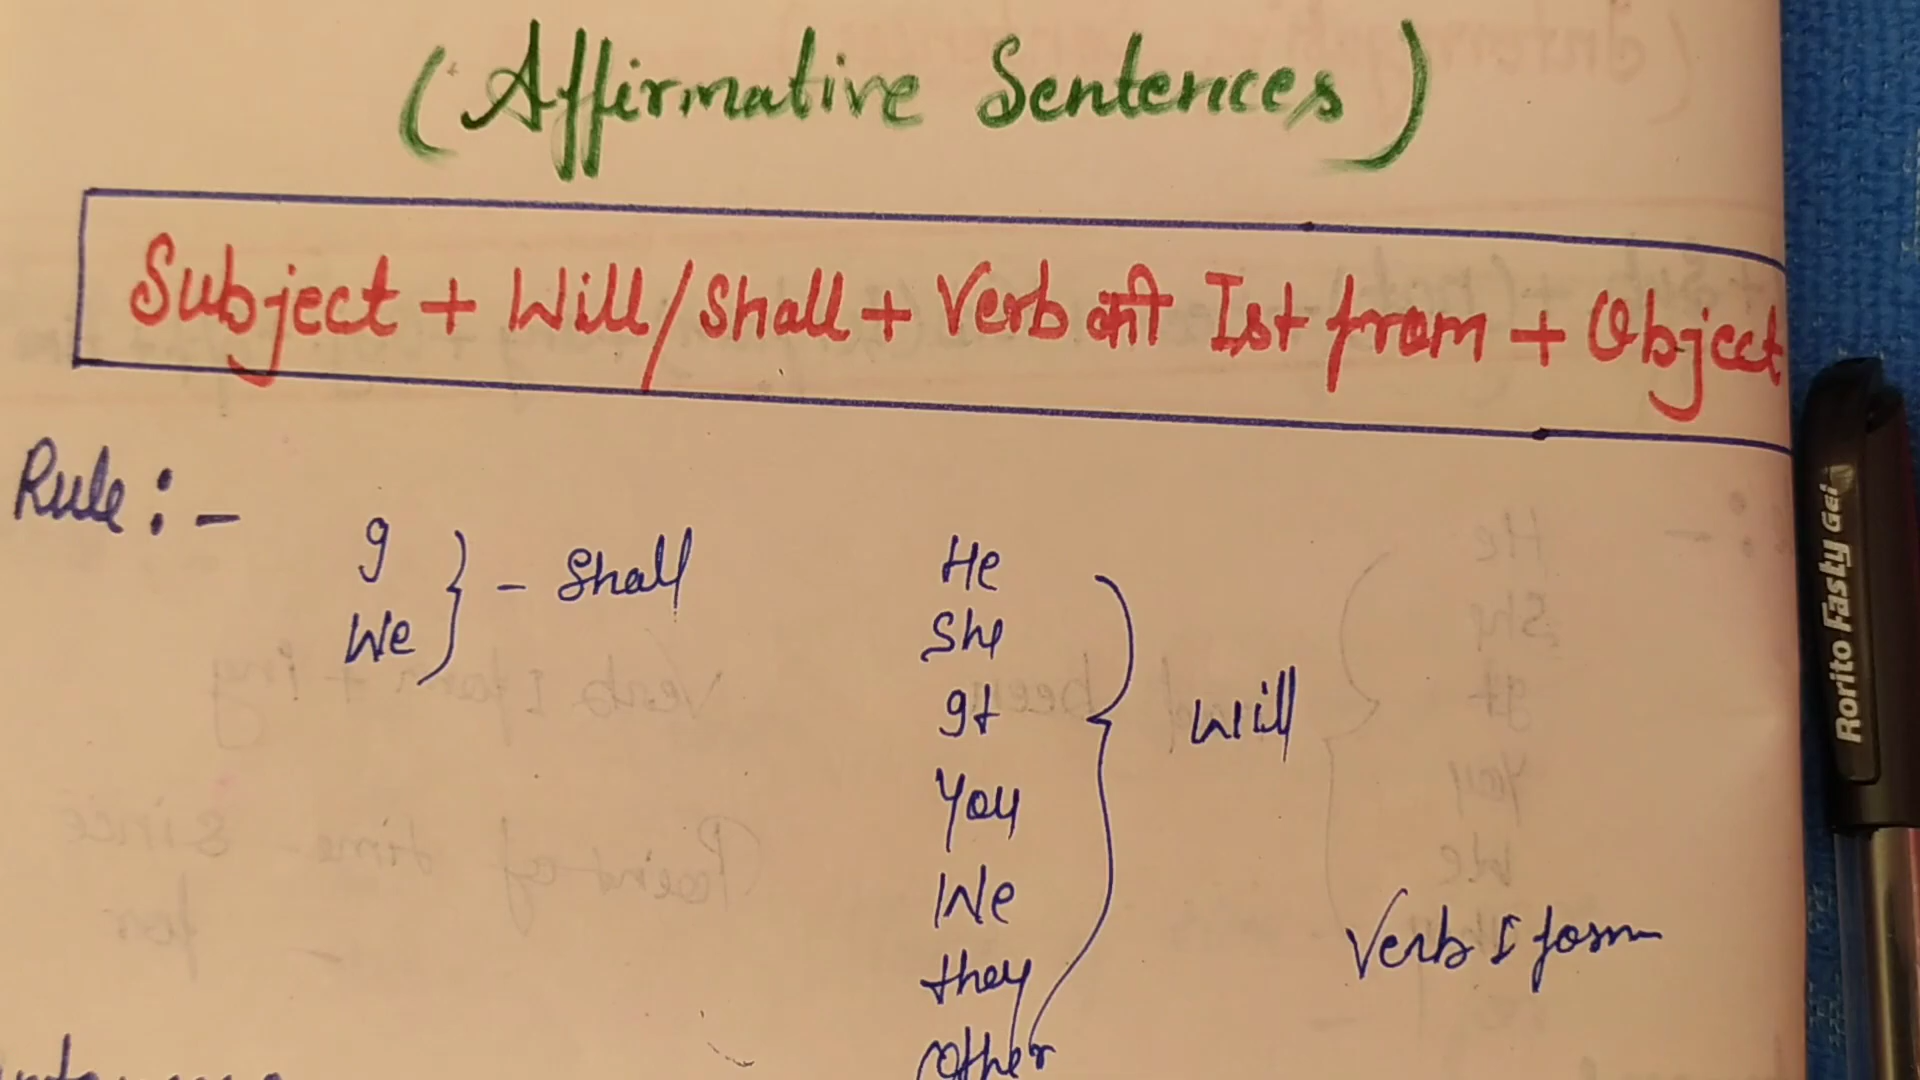 (Affirmative Sentences)
Subject + Will/Shall + Verb की Ist from + Object
Rule :-
I
We
} - Shall
He
She
It
You
We
they
other
} will
Verb I form
Rorito Fasty Gel